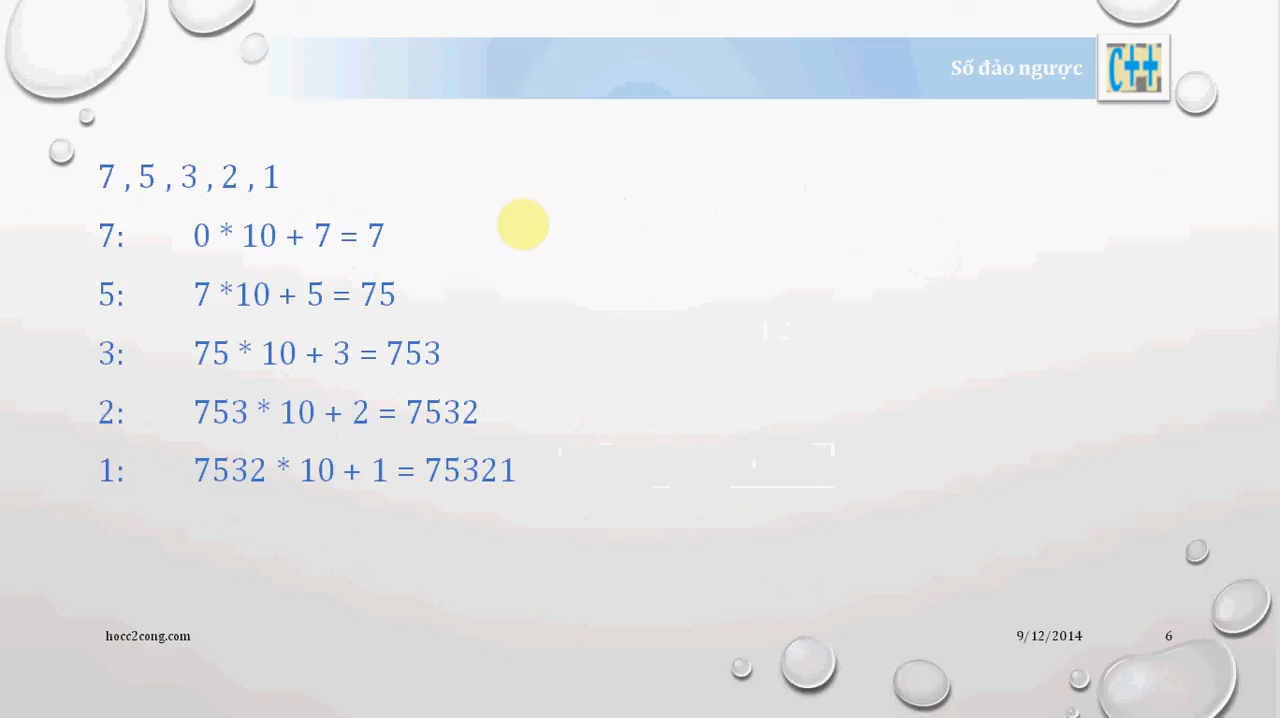 Số đảo ngược
C++
7 , 5 , 3 , 2 , 1
7: 0 * 10 + 7 = 7
5: 7 *10 + 5 = 75
3: 75 * 10 + 3 = 753
2: 753 * 10 + 2 = 7532
1: 7532 * 10 + 1 = 75321
hocc2cong.com 9/12/2014 6